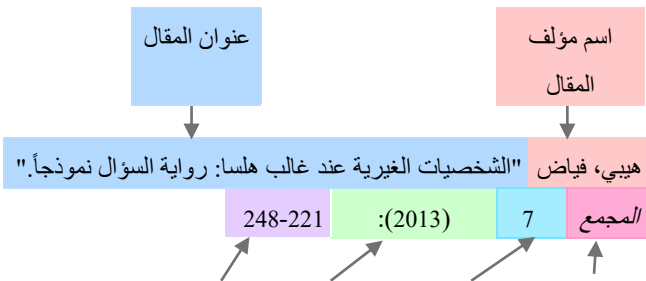 اسم مؤلف
المقال
عنوان المقال
هيبي، فياض "الشخصيات الغيرية عند غالب هلسا: رواية السؤال نموذجاً."
المجمع 7 (2013): 221-248